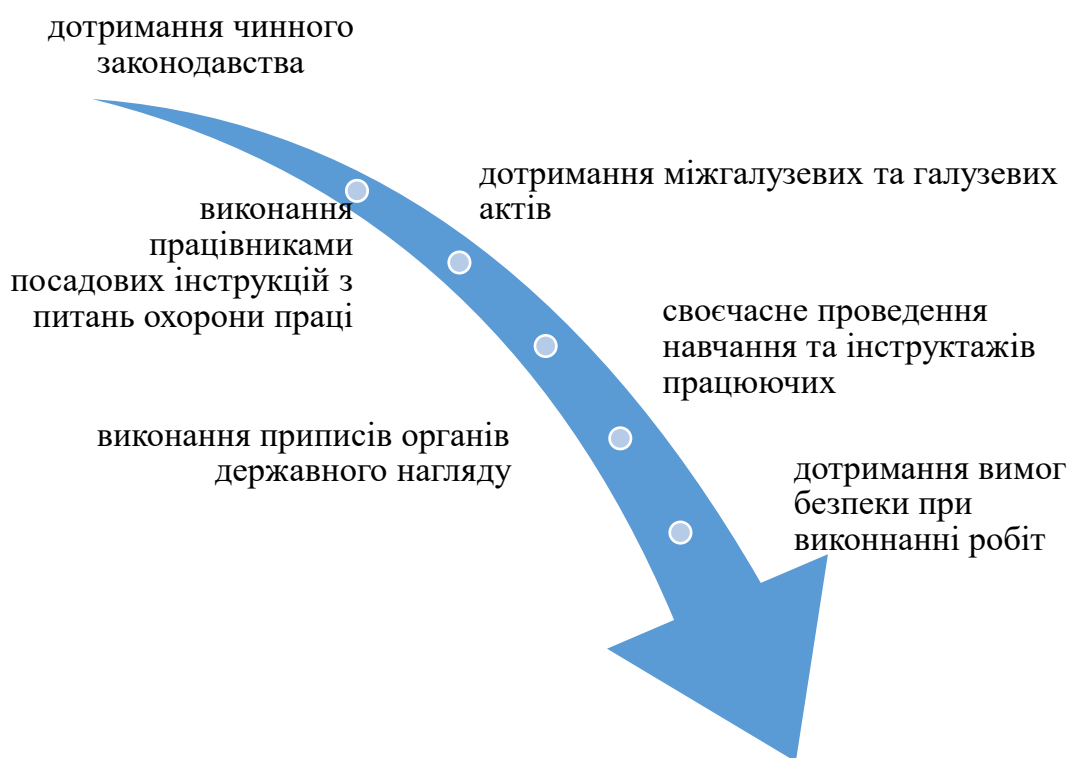 дотримання чинного
законодавства
дотримання міжгалузевих та галузевих
актів
виконання
працівниками
посадових інструкцій з
питань охорони праці
своєчасне проведення
навчання та інструктажів
працюючих
виконання приписів органів
державного нагляду
дотримання вимог
безпеки при
виконнанні робіт